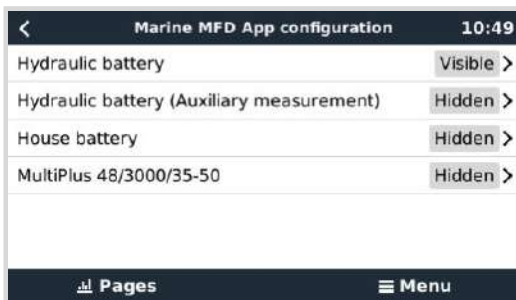 Marine MFD App configuration 10:49
Hydraulic battery Visible
Hydraulic battery (Auxiliary measurement) Hidden
House battery Hidden
MultiPlus 48/3000/35-50 Hidden
Pages Menu